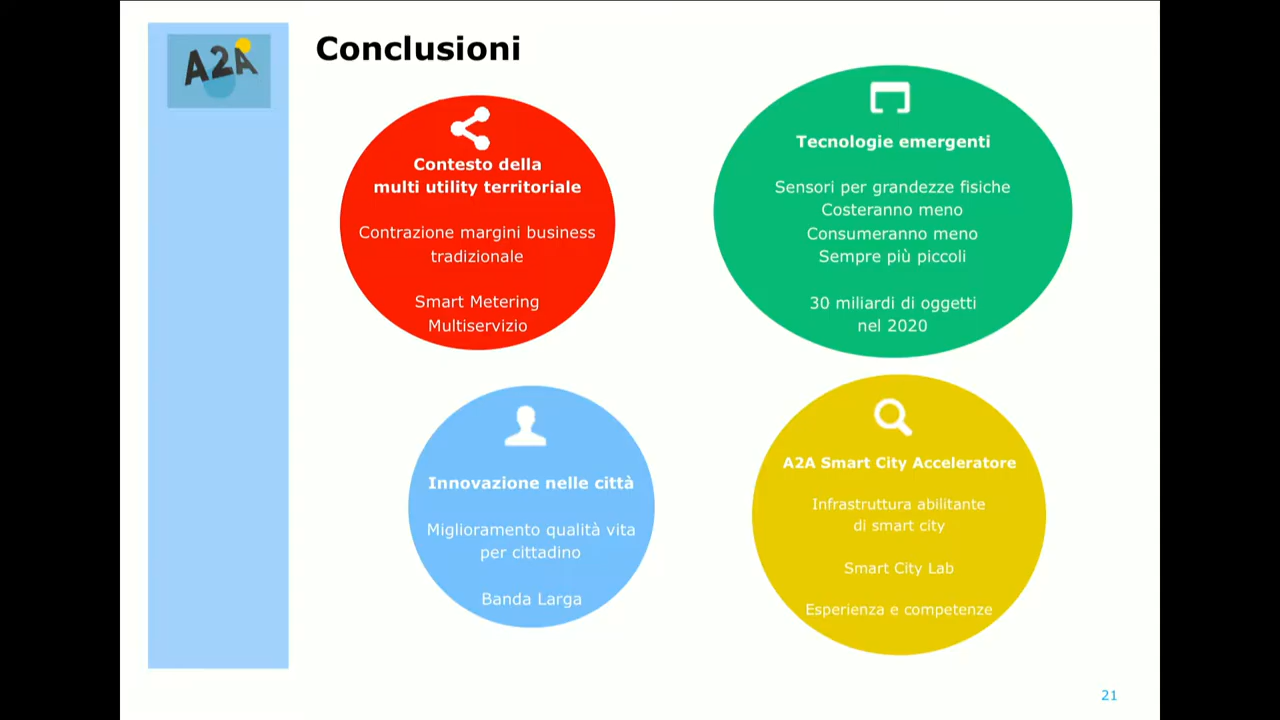 A2A
Conclusioni
Contesto della
multi utility territoriale
Contrazione margini business
tradizionale
Smart Metering
Multiservizio
Tecnologie emergenti
Sensori per grandezze fisiche
Costeranno meno
Consumeranno meno
Sempre più piccoli
30 miliardi di oggetti
nel 2020
Innovazione nelle città
Miglioramento qualità vita
per cittadino
Banda Larga
A2A Smart City Acceleratore
Infrastruttura abilitante
di smart city
Smart City Lab
Esperienza e competenze
21